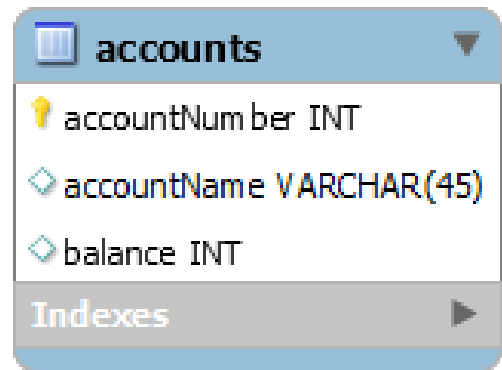 accounts
accountNumber INT
accountName VARCHAR(45)
balance INT
Indexes